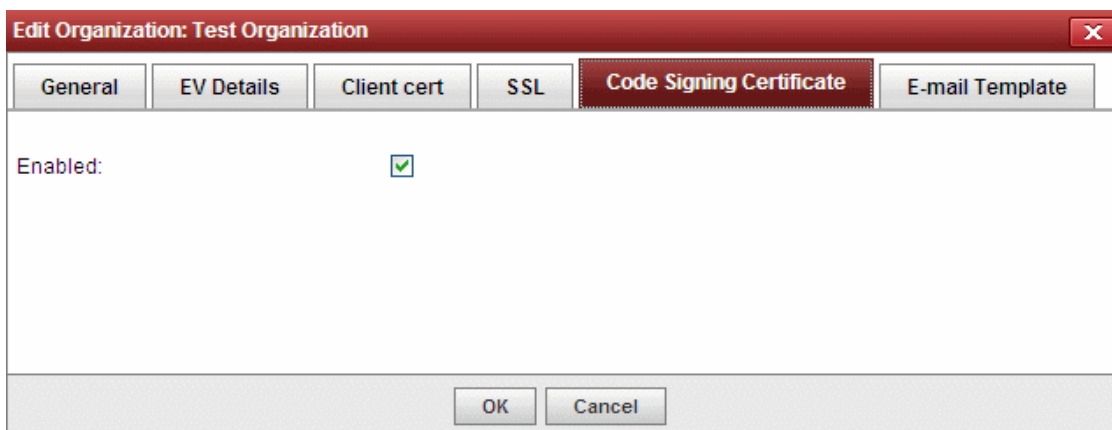 Edit Organization: Test Organization
General EV Details Client cert SSL Code Signing Certificate E-mail Template
Enabled:
OK Cancel